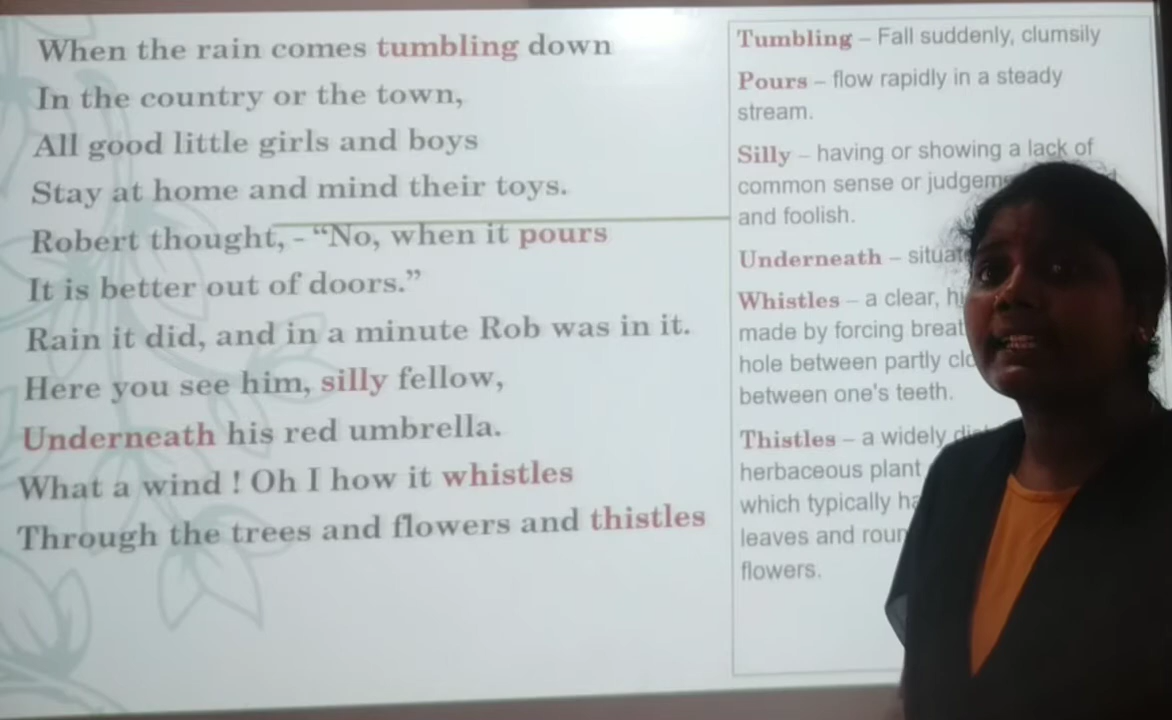 When the rain comes tumbling down
In the country or the town,
All good little girls and boys
Stay at home and mind their toys.
Robert thought, - “No, when it pours
It is better out of doors.”
Rain it did, and in a minute Rob was in it.
Here you see him, silly fellow,
Underneath his red umbrella.
What a wind ! Oh I how it whistles
Through the trees and flowers and thistles
Tumbling – Fall suddenly, clumsily
Pours – flow rapidly in a steady
stream.
Silly – having or showing a lack of
common sense or
and foolish.
Underneath –
Whistles – a clear,
made by forcing
hole between partly
between one's teeth.
Thistles – a widely
herbaceous plant
which typically
leaves and
flowers.